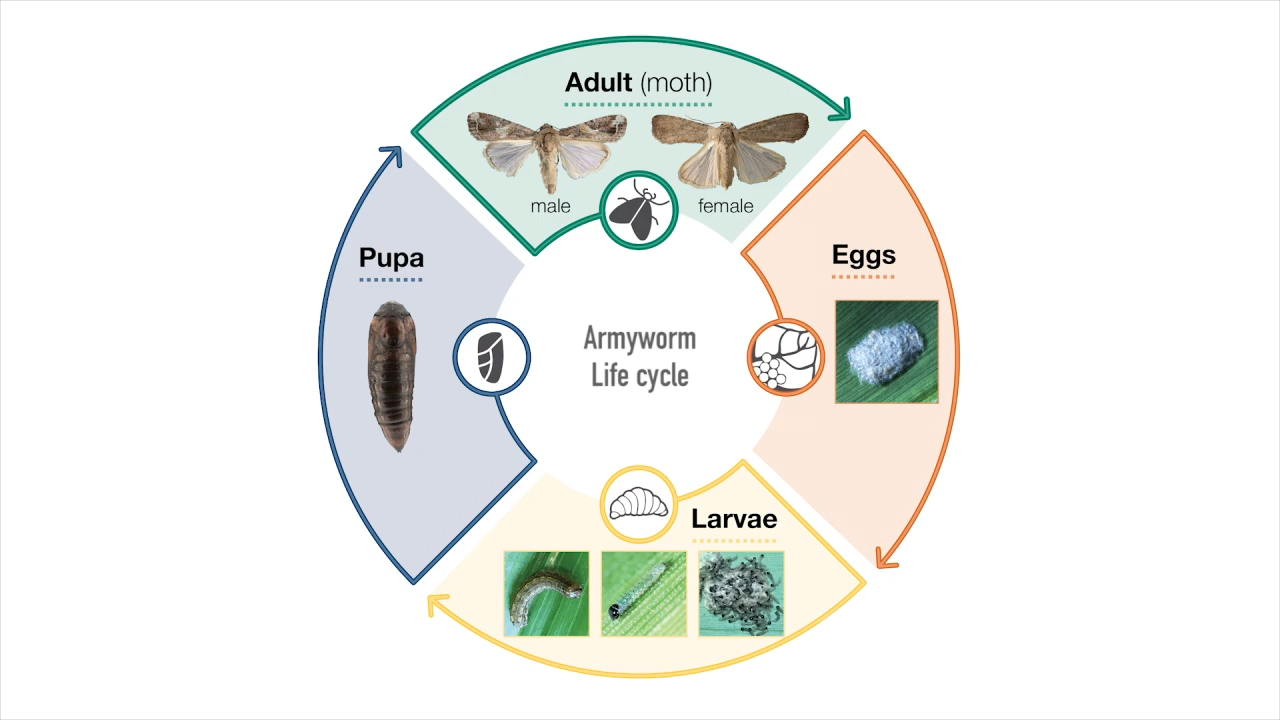 Adult (moth)
male
female
Eggs
Pupa
Armyworm
Life cycle
Larvae